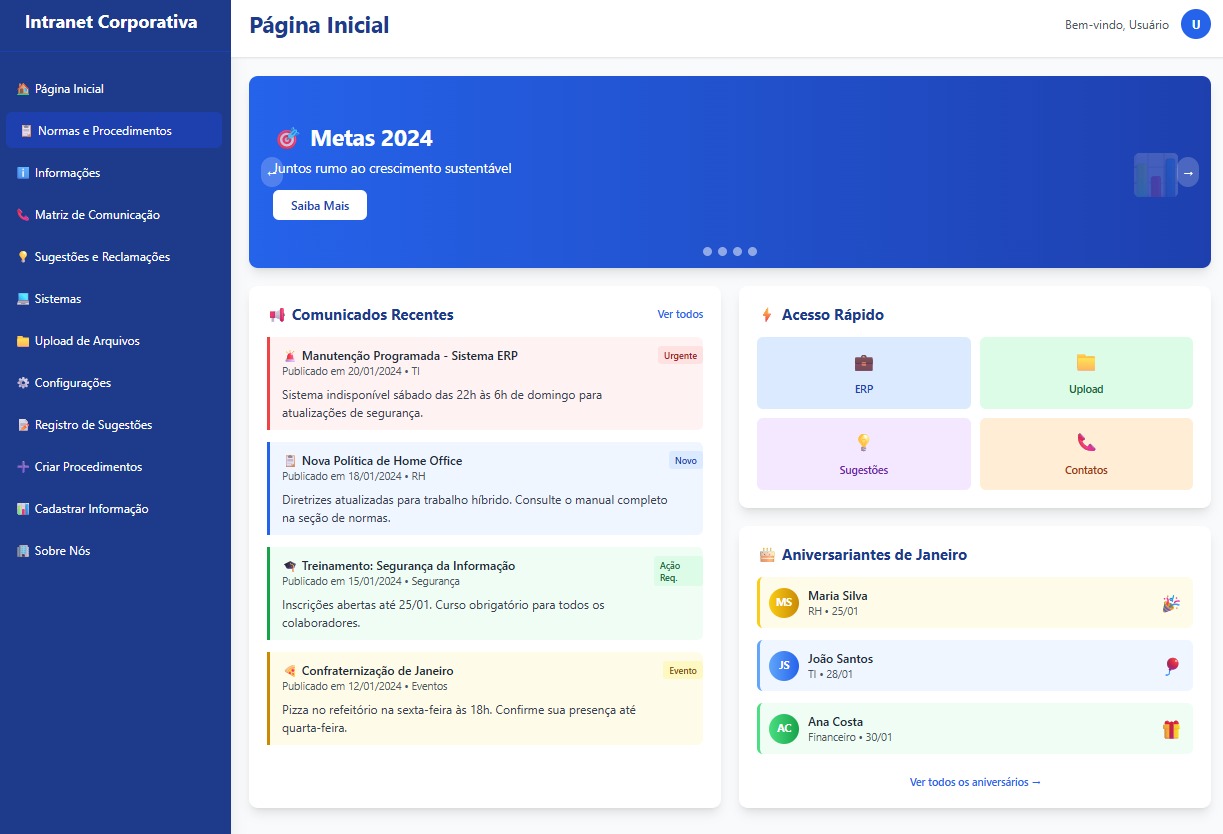 Intranet Corporativa
Página Inicial
Normas e Procedimentos
Informações
Matriz de Comunicação
Sugestões e Reclamações
Sistemas
Upload de Arquivos
Configurações
Registro de Sugestões
Criar Procedimentos
Cadastrar Informação
Sobre Nós
Página Inicial
Bem-vindo, Usuário
U
Metas 2024
Juntos rumo ao crescimento sustentável
Saiba Mais
→
Comunicados Recentes
Ver todos
Manutenção Programada - Sistema ERP
Urgente
Publicado em 20/01/2024 • TI
Sistema indisponível sábado das 22h às 6h de domingo para
atualizações de segurança.
Nova Política de Home Office
Novo
Publicado em 18/01/2024 • RH
Diretrizes atualizadas para trabalho híbrido. Consulte o manual completo
na seção de normas.
Treinamento: Segurança da Informação
Ação
Req.
Publicado em 15/01/2024 • Segurança
Inscrições abertas até 25/01. Curso obrigatório para todos os
colaboradores.
Confraternização de Janeiro
Evento
Publicado em 12/01/2024 • Eventos
Pizza no refeitório na sexta-feira às 18h. Confirme sua presença até
quarta-feira.
Acesso Rápido
ERP
Upload
Sugestões
Contatos
Aniversariantes de Janeiro
MS
Maria Silva
RH • 25/01
JS
João Santos
TI • 28/01
AC
Ana Costa
Financeiro • 30/01
Ver todos os aniversários →